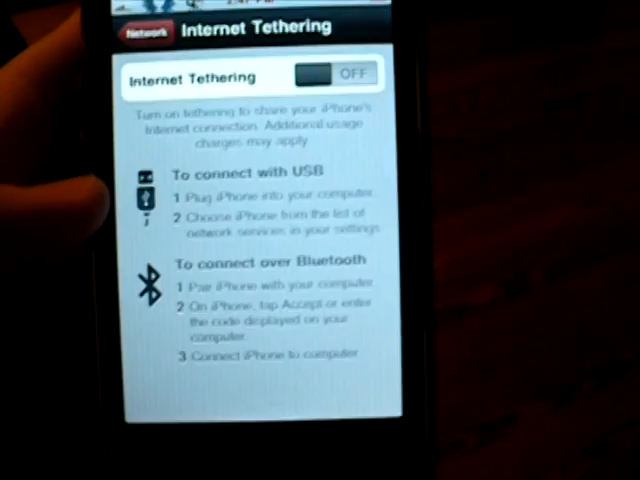 Network Internet Tethering
Internet Tethering OFF
Turn on tethering to share your iPhone's
Internet connection. Additional usage
charges may apply
To connect with USB
1 Plug iPhone into your computer.
2 Choose iPhone from the list of
network services in your settings
To connect over Bluetooth
1 Pair iPhone with your computer
2 On iPhone, tap Accept or enter
the code displayed on your
computer
3 Connect iPhone to computer